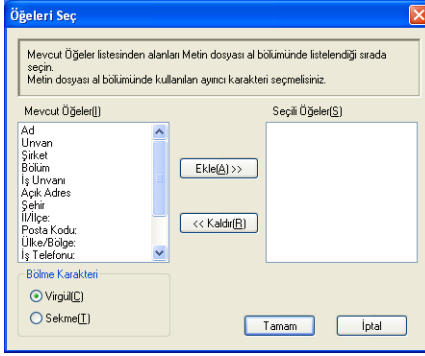 Öğeleri Seç
Mevcut Öğeler listesinden alanları Metin dosyası al bölümünde listelendiği sırada
seçin.
Metin dosyası al bölümünde kullanılan ayırıcı karakteri seçmelisiniz.
Mevcut Öğeler(I)
Seçili Öğeler(S)
Ad
Unvan
Şirket
Bölüm
İş Unvanı
Açık Adres
Şehir
İl/İlçe:
Posta Kodu:
Ülke/Bölge:
İş Telefonu:
Ekle(A) >>
<< Kaldır(R)
Bölme Karakteri
Virgül(C)
Sekme(T)
Tamam
İptal